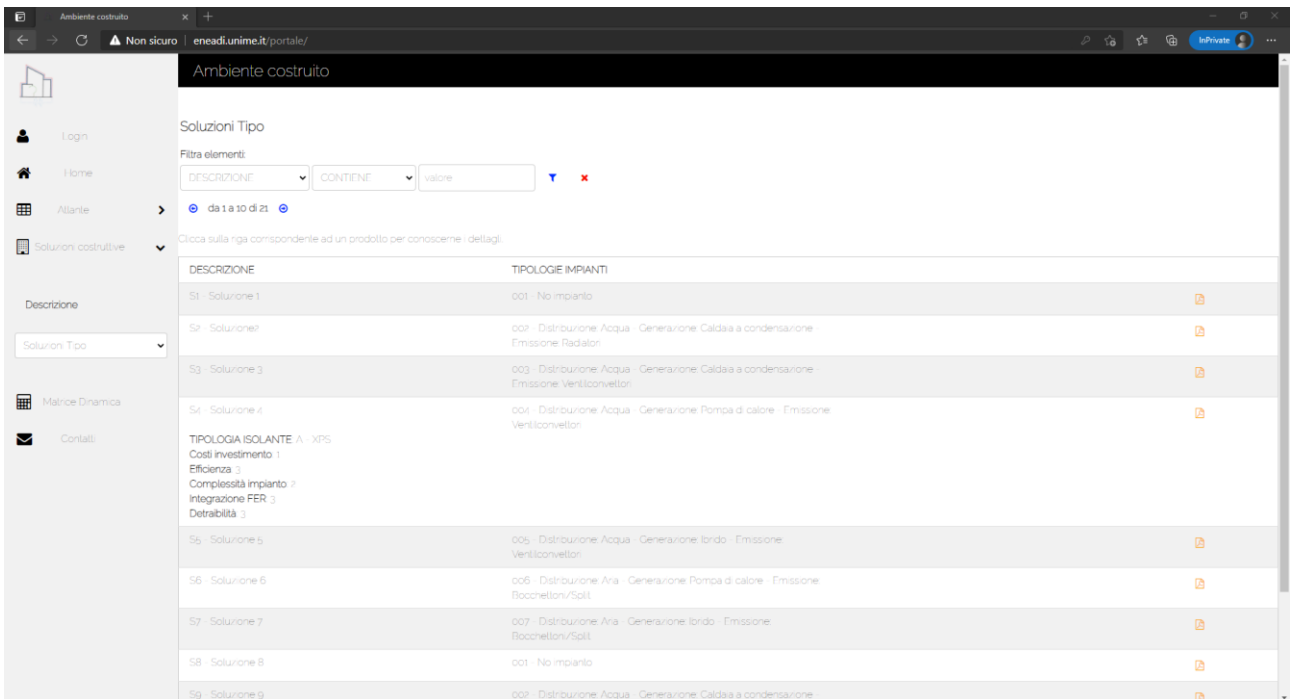 Ambiente costruito
Non sicuro | eneadi.unime.it/portale/
InPrivate
Ambiente costruito
Login
Home
Atlante
Soluzioni costruttive
Descrizione
Soluzioni Tipo
Matrice Dinamica
Contatti
Soluzioni Tipo
Filtra elementi:
DESCRIZIONE CONTIENE valore
da 1 a 10 di 21
Clicca sulla riga corrispondente ad un prodotto per conoscerne i dettagli.
DESCRIZIONE TIPOLOGIE IMPIANTI
S1 - Soluzione 1 001 - No impianto
S2 - Soluzione2 002 - Distribuzione: Acqua - Generazione: Caldaia a condensazione -
Emissione: Radiatori
S3 - Soluzione 3 003 - Distribuzione: Acqua - Generazione: Caldaia a condensazione -
Emissione: Ventilconvettori
S4 - Soluzione 4 004 - Distribuzione: Acqua - Generazione: Pompa di calore - Emissione:
Ventilconvettori
TIPOLOGIA ISOLANTE: A - XPS
Costi investimento: 1
Efficienza: 3
Complessità impianto: 2
Integrazione FER: 3
Detraibilità: 3
S5 - Soluzione 5 005 - Distribuzione: Acqua - Generazione: Ibrido - Emissione:
Ventilconvettori
S6 - Soluzione 6 006 - Distribuzione: Aria - Generazione: Pompa di calore - Emissione:
Bocchettoni/Split
S7 - Soluzione 7 007 - Distribuzione: Aria - Generazione: Ibrido - Emissione:
Bocchettoni/Split
S8 - Soluzione 8 001 - No impianto
S9 - Soluzione 9 002 - Distribuzione: Acqua - Generazione: Caldaia a condensazione -